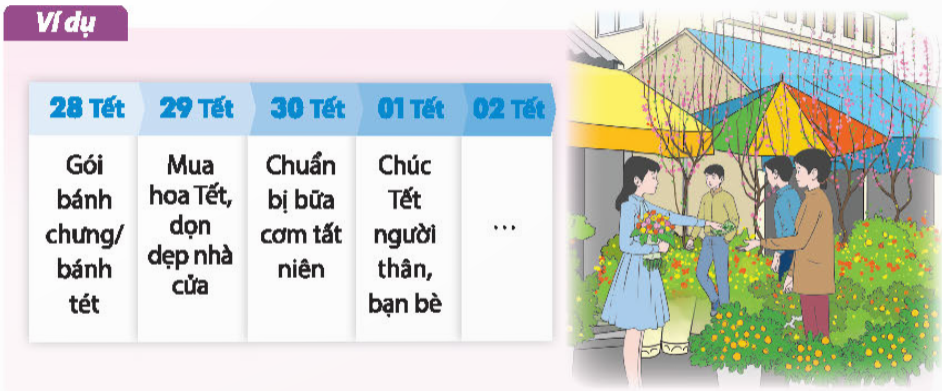 Ví dụ
28 Tết
29 Tết
30 Tết
01 Tết
02 Tết
Gói
bánh
chưng/
bánh
tét
Mua
hoa Tết,
dọn
dẹp nhà
cửa
Chuẩn
bị bữa
cơm tất
niên
Chúc
Tết
người
thân,
bạn bè
...